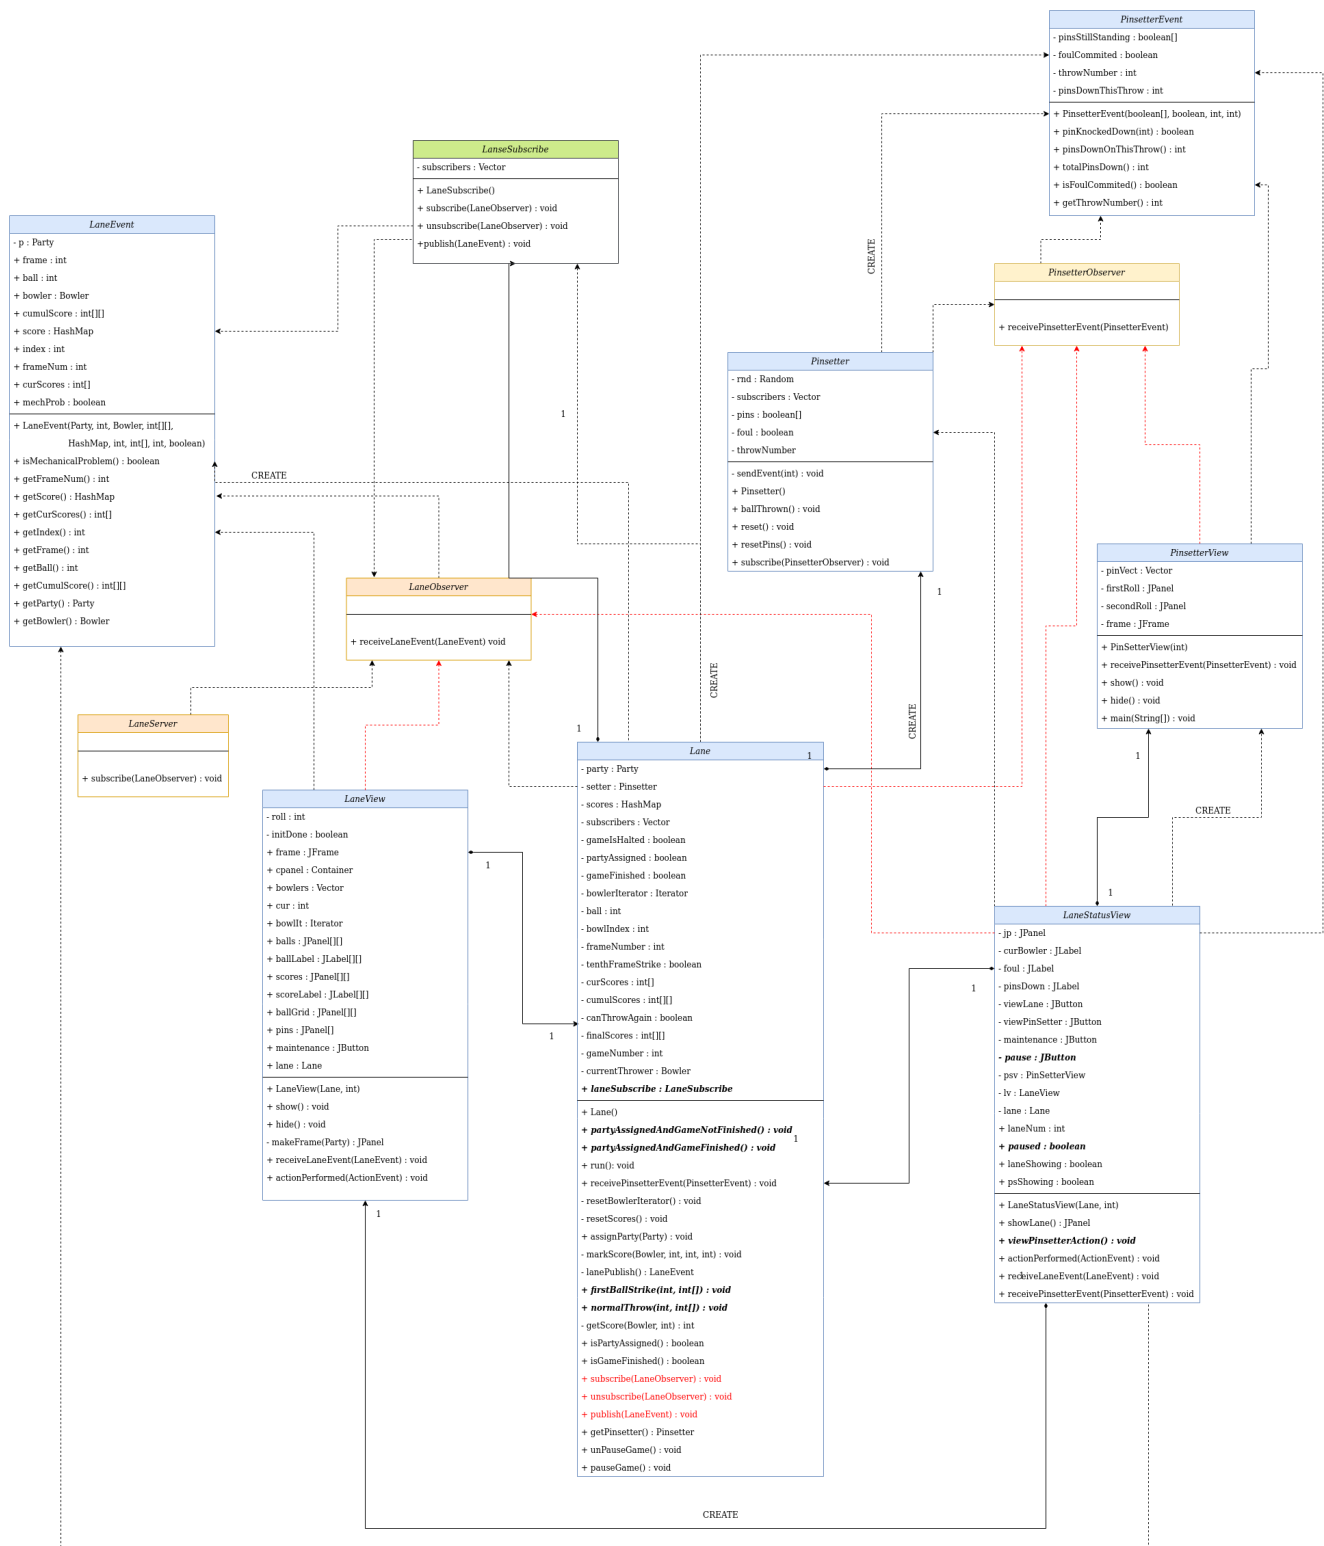 PinsetterEvent
- pinsStillStanding : boolean[]
- foulCommited : boolean
- throwNumber : int
- pinsDownThisThrow : int
+ PinsetterEvent(boolean[], boolean, int, int)
+ pinKnockedDown(int) : boolean
+ pinsDownOnThisThrow() : int
+ totalPinsDown() : int
+ isFoulCommited() : boolean
+ getThrowNumber() : int
LanseSubscribe
- subscribers : Vector
+ LaneSubscribe()
+ subscribe(LaneObserver) : void
+ unsubscribe(LaneObserver) : void
+publish(LaneEvent) : void
LaneEvent
- p : Party
+ frame : int
+ ball : int
+ bowler : Bowler
+ cumulScore : int[][]
+ score : HashMap
+ index : int
+ frameNum : int
+ curScores : int[]
+ mechProb : boolean
+ LaneEvent(Party, int, Bowler, int[][],
HashMap, int, int[], int, boolean)
+ isMechanicalProblem() : boolean
+ getFrameNum() : int
+ getScore() : HashMap
+ getCurScores() : int[]
+ getIndex() : int
+ getFrame() : int
+ getBall() : int
+ getCumulScore() : int[][]
+ getParty() : Party
+ getBowler() : Bowler
CREATE
PinsetterObserver
+ receivePinsetterEvent(PinsetterEvent)
Pinsetter
- rnd : Random
- subscribers : Vector
- pins : boolean[]
- foul : boolean
- throwNumber
- sendEvent(int) : void
+ Pinsetter()
+ ballThrown() : void
+ reset() : void
+ resetPins() : void
+ subscribe(PinsetterObserver) : void
1
CREATE
1
PinsetterView
- pinVect : Vector
- firstRoll : JPanel
- secondRoll : JPanel
- frame : JFrame
+ PinSetterView(int)
+ receivePinsetterEvent(PinsetterEvent) : void
+ show() : void
+ hide() : void
+ main(String[]) : void
LaneObserver
+ receiveLaneEvent(LaneEvent) void
CREATE
CREATE
LaneServer
+ subscribe(LaneObserver) : void
1
1
1
CREATE
LaneView
- roll : int
- initDone : boolean
+ frame : JFrame
+ cpanel : Container
+ bowlers : Vector
+ cur : int
+ bowlIt : Iterator
+ balls : JPanel[][]
+ ballLabel : JLabel[][]
+ scores : JPanel[][]
+ scoreLabel : JLabel[][]
+ ballGrid : JPanel[][]
+ pins : JPanel[]
+ maintenance : JButton
+ lane : Lane
+ LaneView(Lane, int)
+ show() : void
+ hide() : void
- makeFrame(Party) : JPanel
+ receiveLaneEvent(LaneEvent) : void
+ actionPerformed(ActionEvent) : void
1
1
1
Lane
- party : Party
- setter : Pinsetter
- scores : HashMap
- subscribers : Vector
- gameIsHalted : boolean
- partyAssigned : boolean
- gameFinished : boolean
- bowlerIterator : Iterator
- ball : int
- bowlIndex : int
- frameNumber : int
- tenthFrameStrike : boolean
- curScores : int[]
- cumulScores : int[][]
- canThrowAgain : boolean
- finalScores : int[][]
- gameNumber : int
- currentThrower : Bowler
+ laneSubscribe : LaneSubscribe
+ Lane()
+ partyAssignedAndGameNotFinished() : void
+ partyAssignedAndGameFinished() : void
+ run(): void
+ receivePinsetterEvent(PinsetterEvent) : void
- resetBowlerIterator() : void
- resetScores() : void
+ assignParty(Party) : void
- markScore(Bowler, int, int, int) : void
- lanePublish() : LaneEvent
+ firstBallStrike(int, int[]) : void
+ normalThrow(int, int[]) : void
- getScore(Bowler, int) : int
+ isPartyAssigned() : boolean
+ isGameFinished() : boolean
+ subscribe(LaneObserver) : void
+ unsubscribe(LaneObserver) : void
+ publish(LaneEvent) : void
+ getPinsetter() : Pinsetter
+ unPauseGame() : void
+ pauseGame() : void
1
1
1
LaneStatusView
- jp : JPanel
- curBowler : JLabel
- foul : JLabel
- pinsDown : JLabel
- viewLane : JButton
- viewPinSetter : JButton
- maintenance : JButton
- pause : JButton
- psv : PinSetterView
- lv : LaneView
- lane : Lane
+ laneNum : int
+ paused : boolean
+ laneShowing : boolean
+ psShowing : boolean
+ LaneStatusView(Lane, int)
+ showLane() : JPanel
+ viewPinsetterAction() : void
+ actionPerformed(ActionEvent) : void
+ receiveLaneEvent(LaneEvent) : void
+ receivePinsetterEvent(PinsetterEvent) : void
CREATE